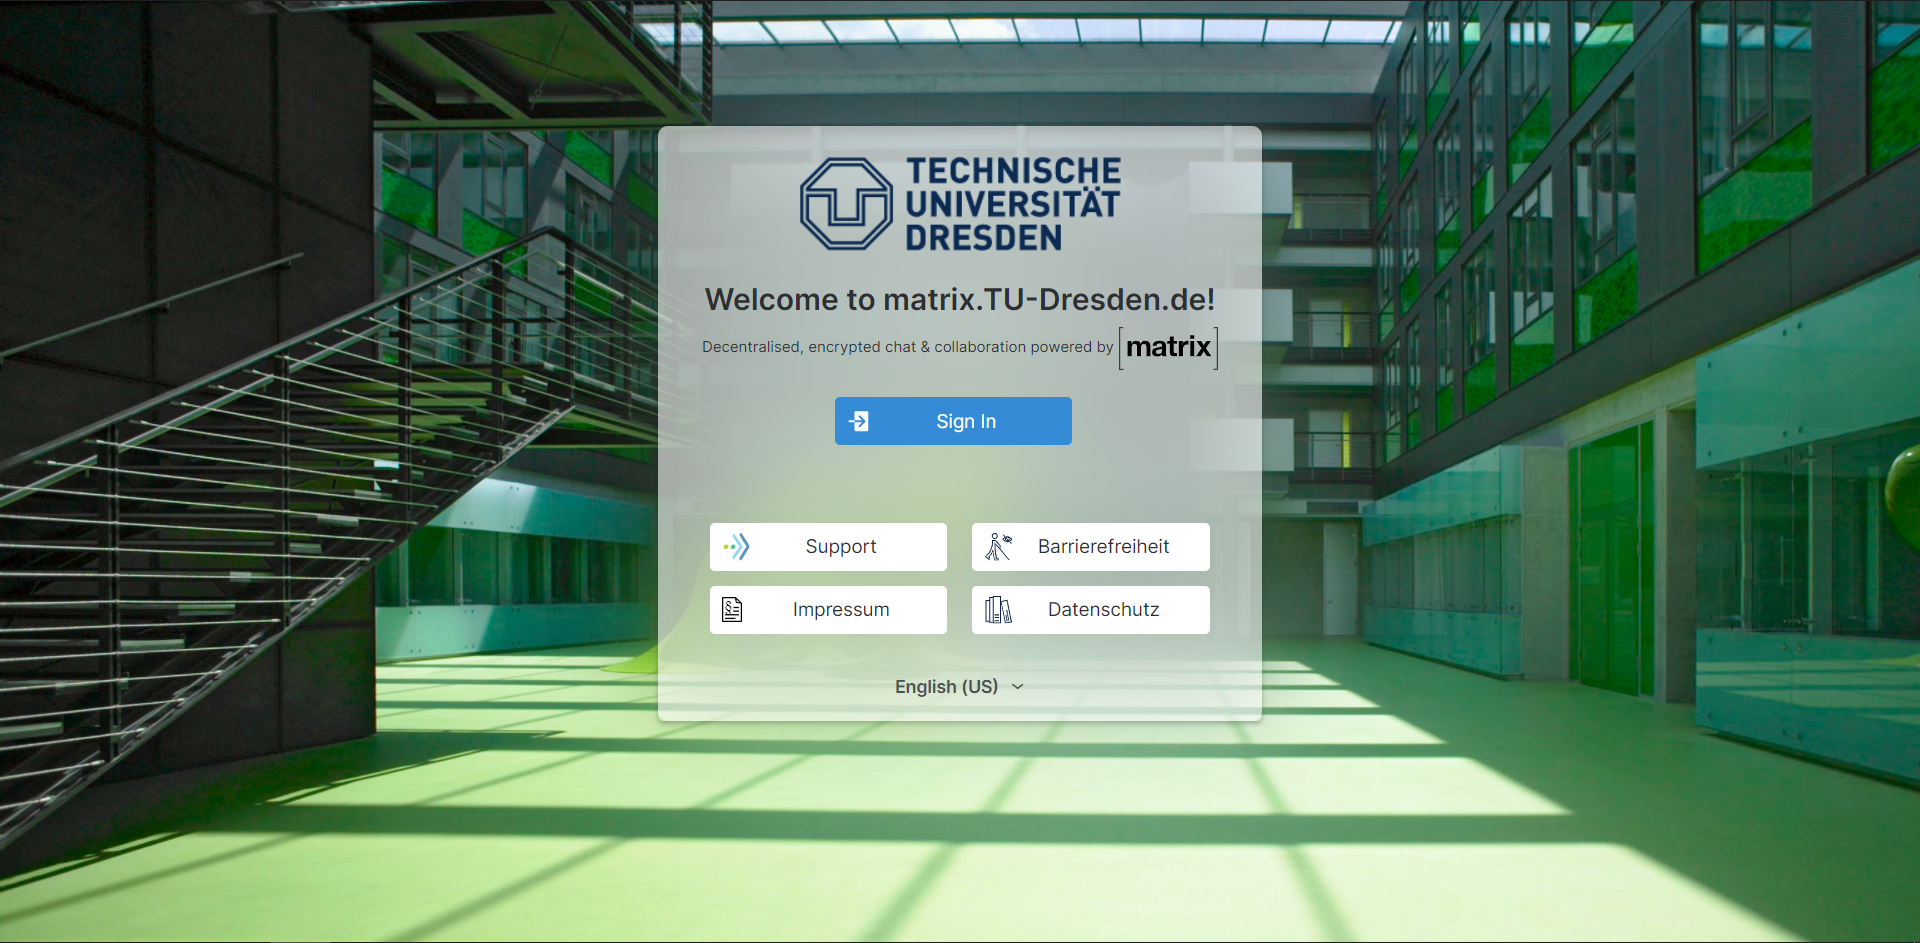 TECHNISCHE
UNIVERSITÄT
DRESDEN
Welcome to matrix.TU-Dresden.de!
Decentralised, encrypted chat & collaboration powered by [matrix]
Sign In
Support
Barrierefreiheit
Impressum
Datenschutz
English (US)